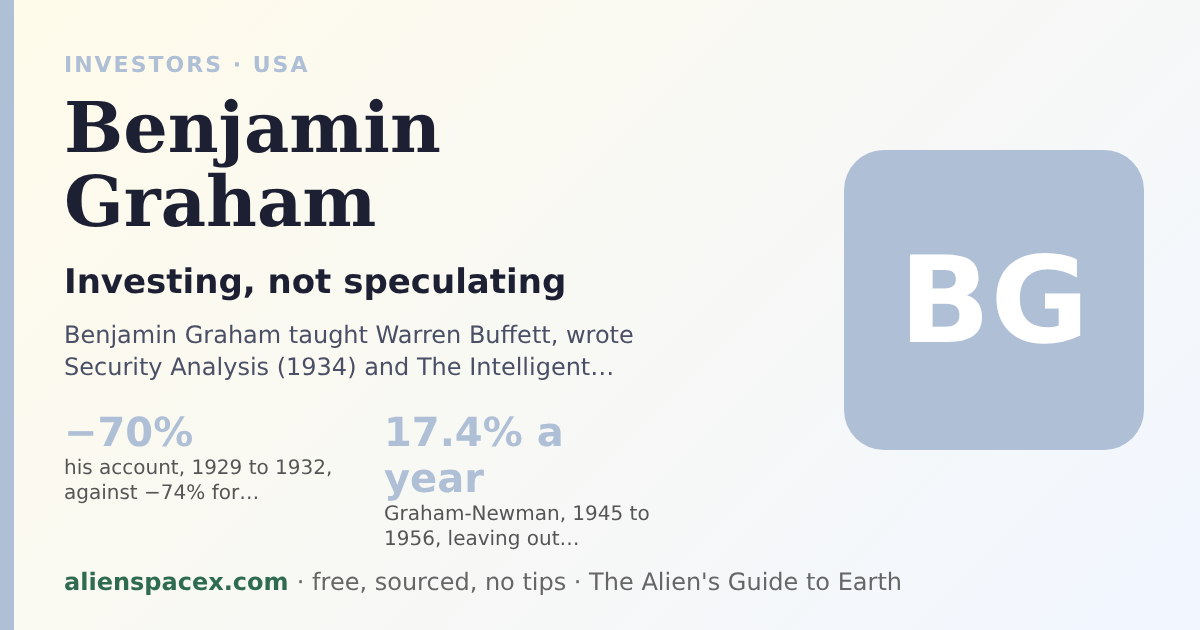 INVESTORS · USA
Benjamin
Graham
Investing, not speculating
Benjamin Graham taught Warren Buffett, wrote
Security Analysis (1934) and The Intelligent…
−70%
his account, 1929 to 1932,
against −74% for…
17.4% a
year
Graham-Newman, 1945 to
1956, leaving out…
BG
alienspacex.com · free, sourced, no tips · The Alien's Guide to Earth